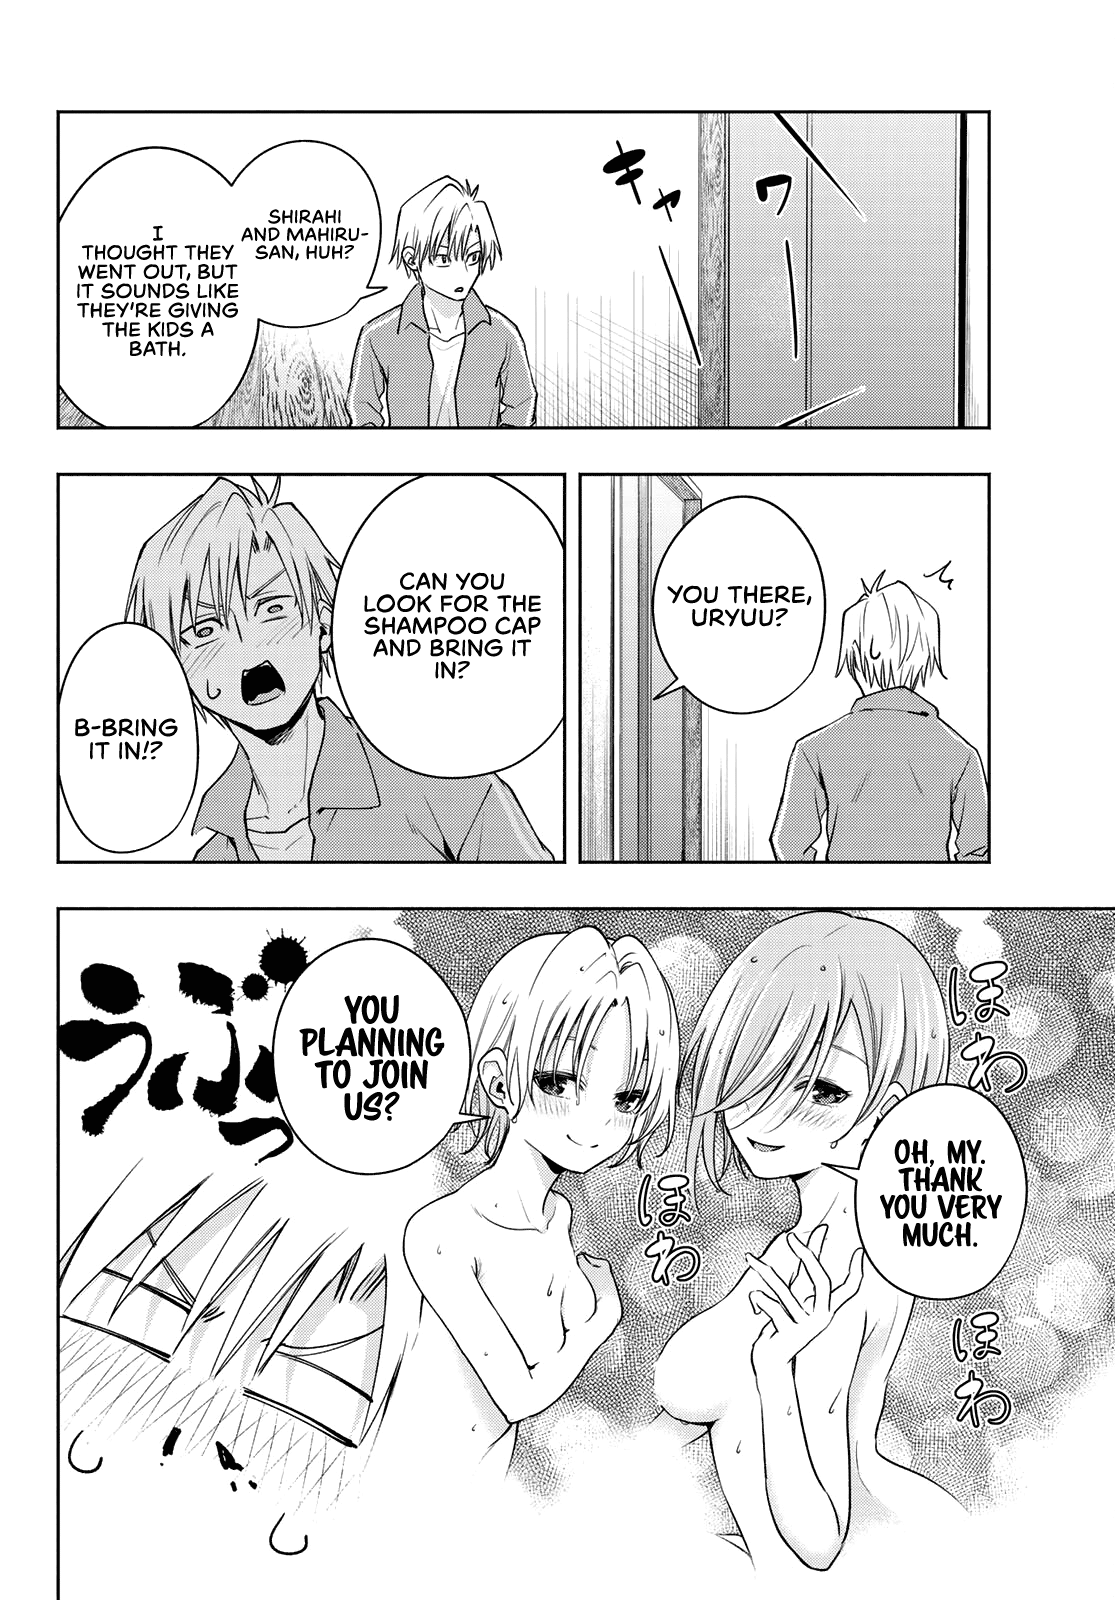 キャ
ワ
SHIRAHI
AND MAHIRU-
SAN, HUH?
I
THOUGHT THEY
WENT OUT, BUT
IT SOUNDS LIKE
THEY'RE GIVING
THE KIDS A
BATH.
YOU THERE,
URYUU?
CAN YOU
LOOK FOR THE
SHAMPOO CAP
AND BRING IT
IN?
B-BRING
IT IN!?
ほわ
OH, MY.
THANK
YOU VERY
MUCH.
ほわ
ほわ
YOU
PLANNING
TO JOIN
US?
うぶっ